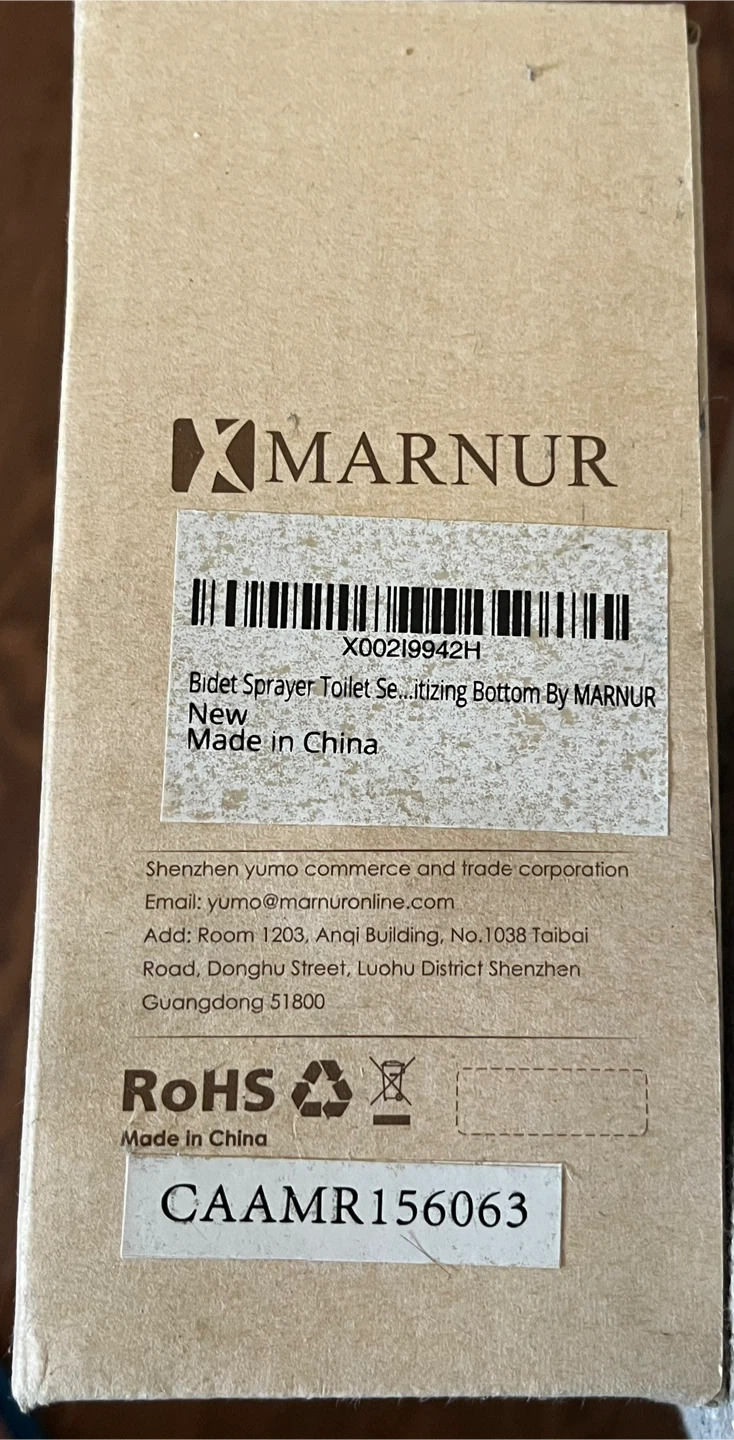 MARNUR
X002I9942H
Bidet Sprayer Toilet Se...itizing Bottom By MARNUR
New
Made in China
Shenzhen yumo commerce and trade corporation
Email: yumo@marnuronline.com
Add: Room 1203, Anqi Building, No.1038 Taibai
Road, Donghu Street, Luohu District Shenzhen
Guangdong 51800
RoHS
Made in China
CAAMR156063